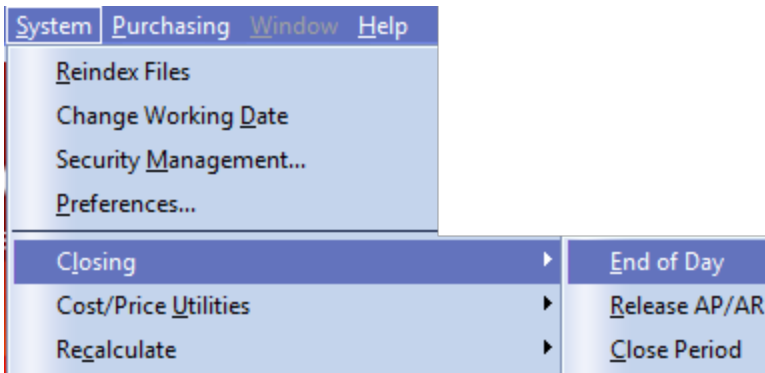 System Purchasing Window Help
Reindex Files
Change Working Date
Security Management...
Preferences...
Closing
End of Day
Cost/Price Utilities
Release AP/AR
Recalculate
Close Period